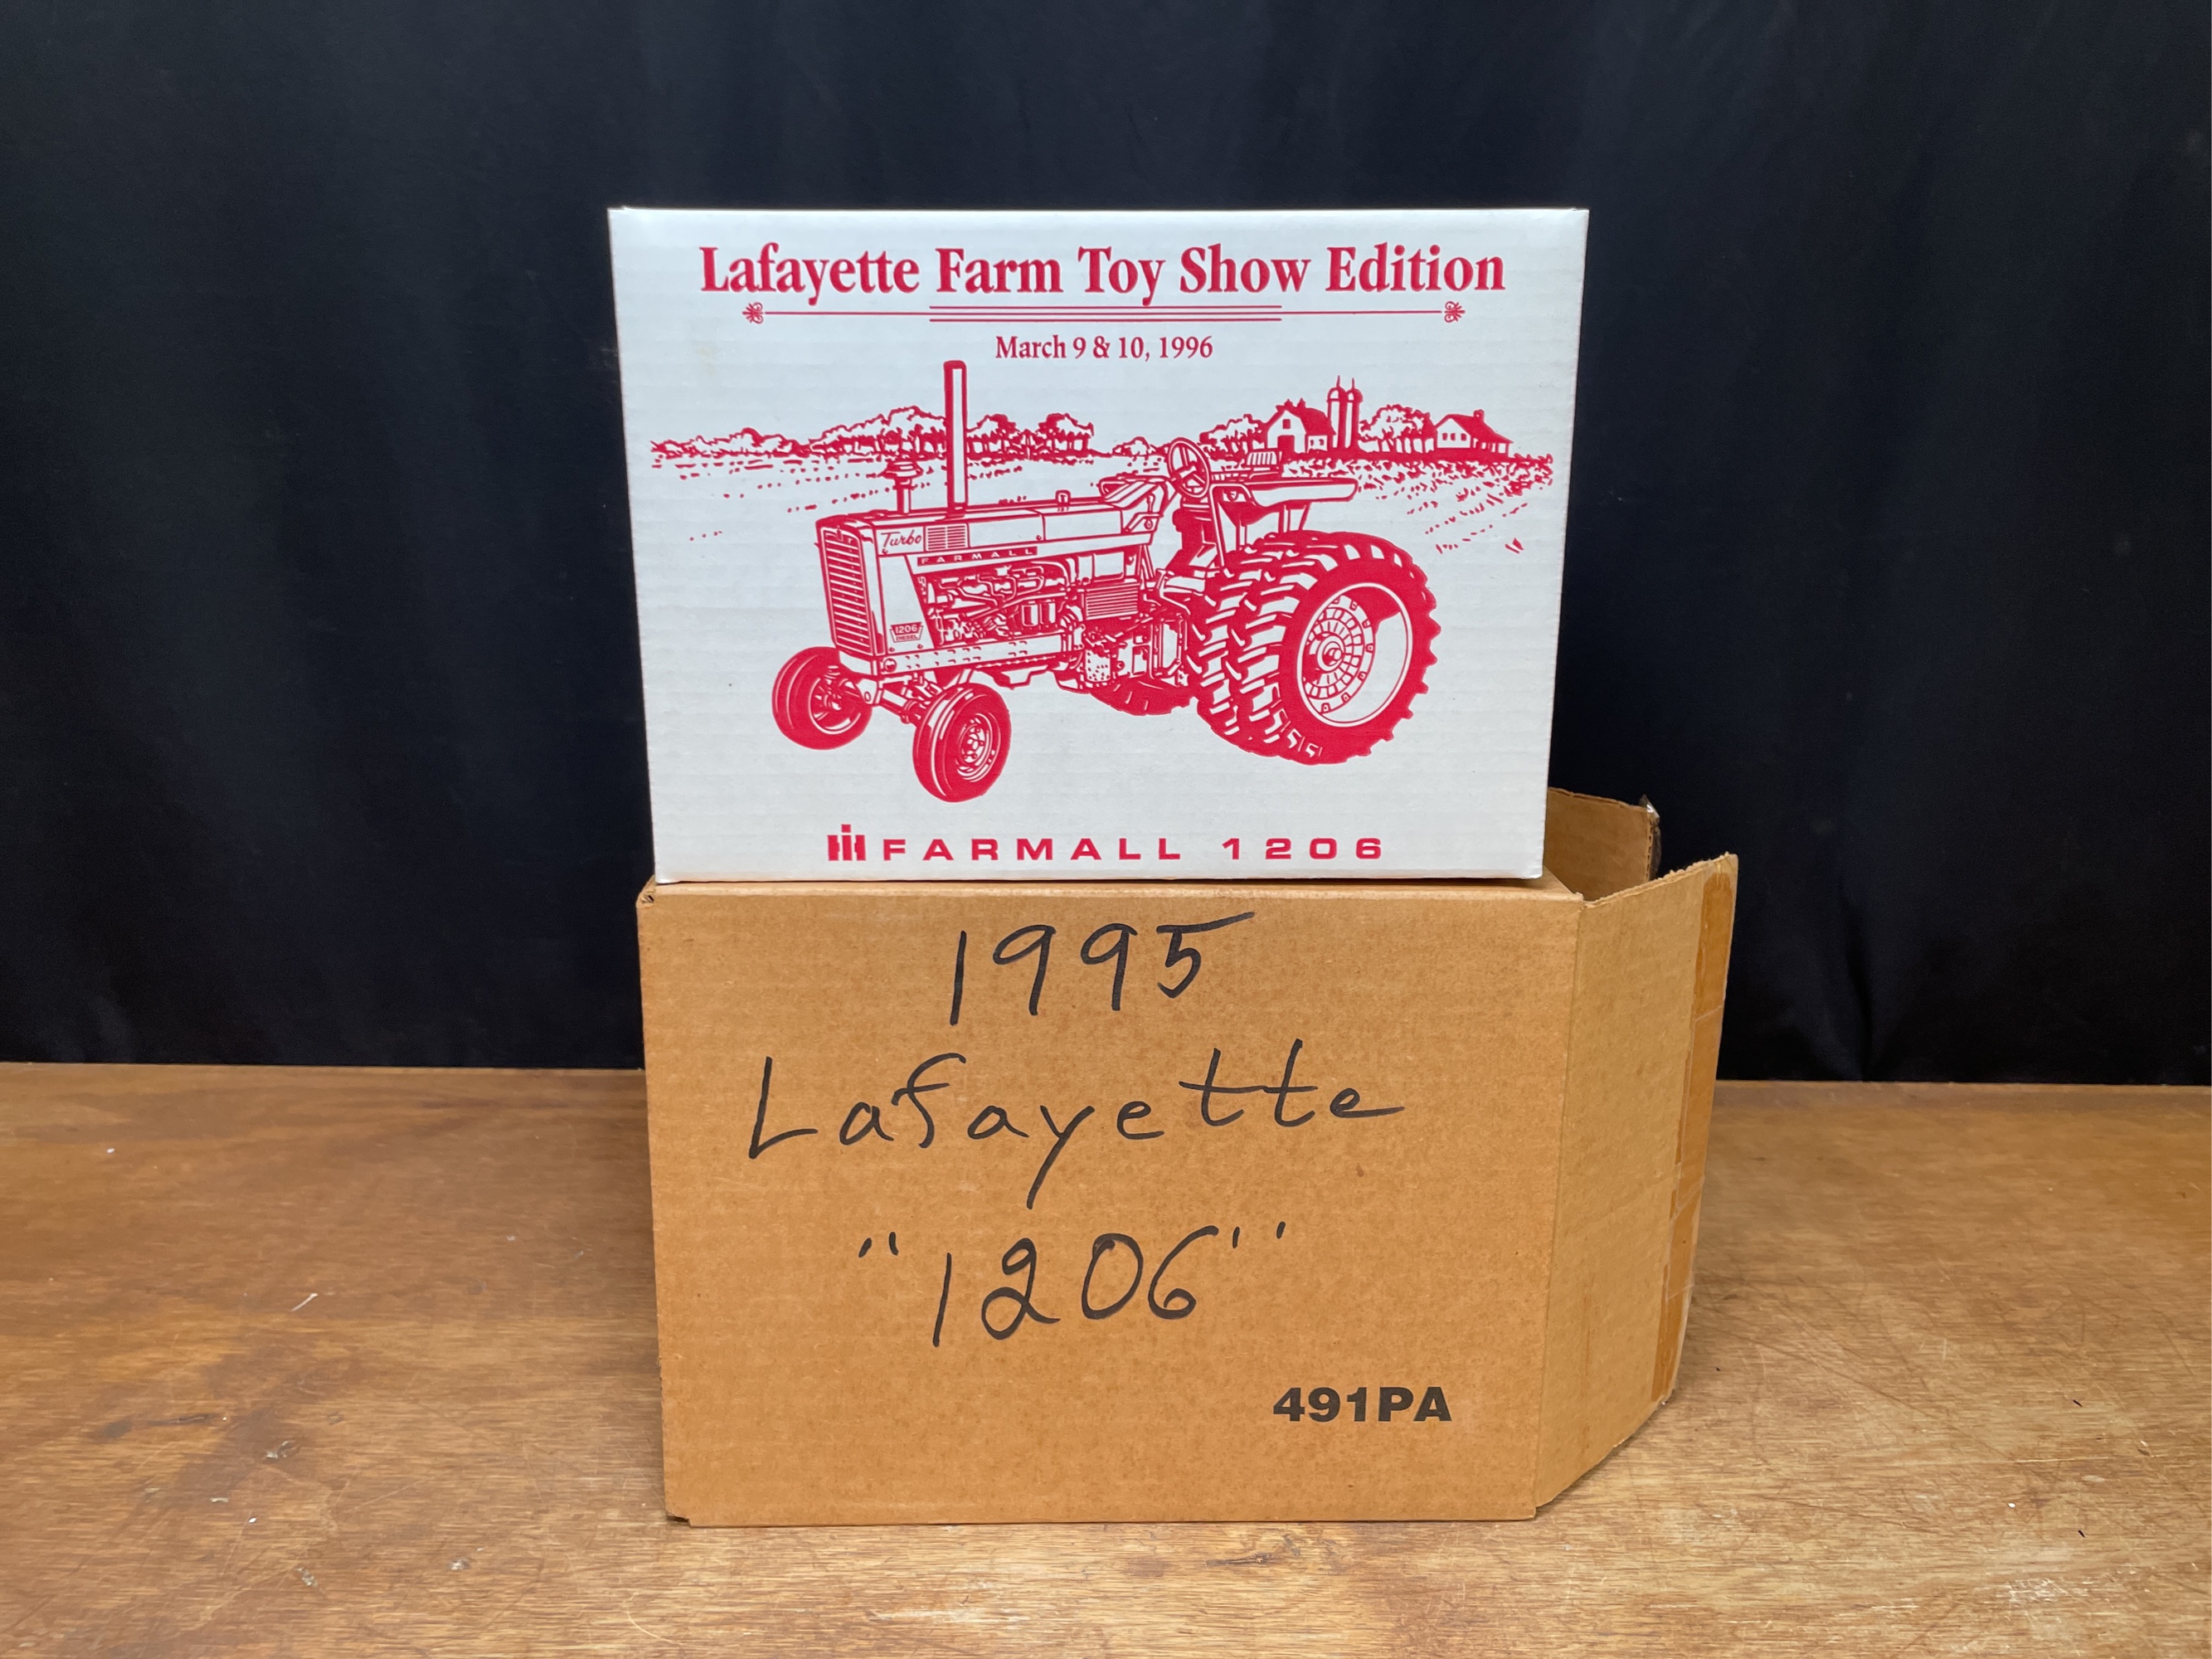 Lafayette Farm Toy Show Edition
March 9 & 10, 1996
Turbo
FARMALL
1206
DIESEL
IH FARMALL 1206
1995
Lafayette
"1206"
491PA